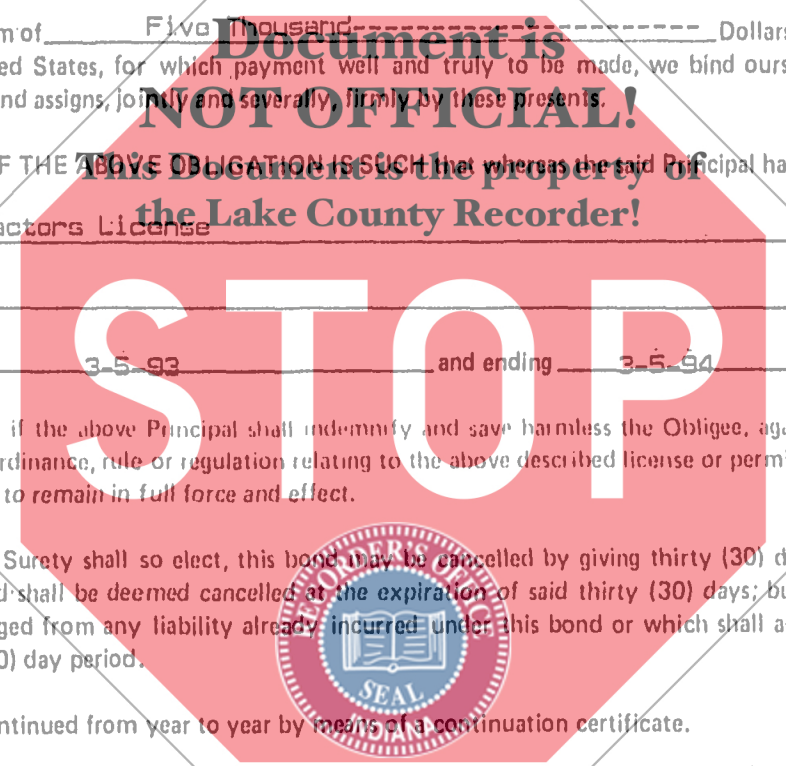 m of Five Thousand Dollars
Document is
ed States, for which payment well and truly to be made, we bind ours
nd assigns, jointly and severally, firmly by these presents.
NOT OFFICIAL!
F THE ABOVE OBLIGATION IS SUCH that whereas the said Principal ha
This Document is the property of
the Lake County Recorder!
actors License
STOP
3-5-93 and ending 3-5-94
if the above Principal shall indemnify and save harmless the Obligee, aga
rdinance, rule or regulation relating to the above described license or permi
to remain in full force and effect.
Surety shall so elect, this bond may be cancelled by giving thirty (30) d
d shall be deemed cancelled at the expiration of said thirty (30) days; bu
ged from any liability already incurred under this bond or which shall a
0) day period.
RECORDER'S OFFICE
SEAL
INDIANA
ntinued from year to year by means of a continuation certificate.